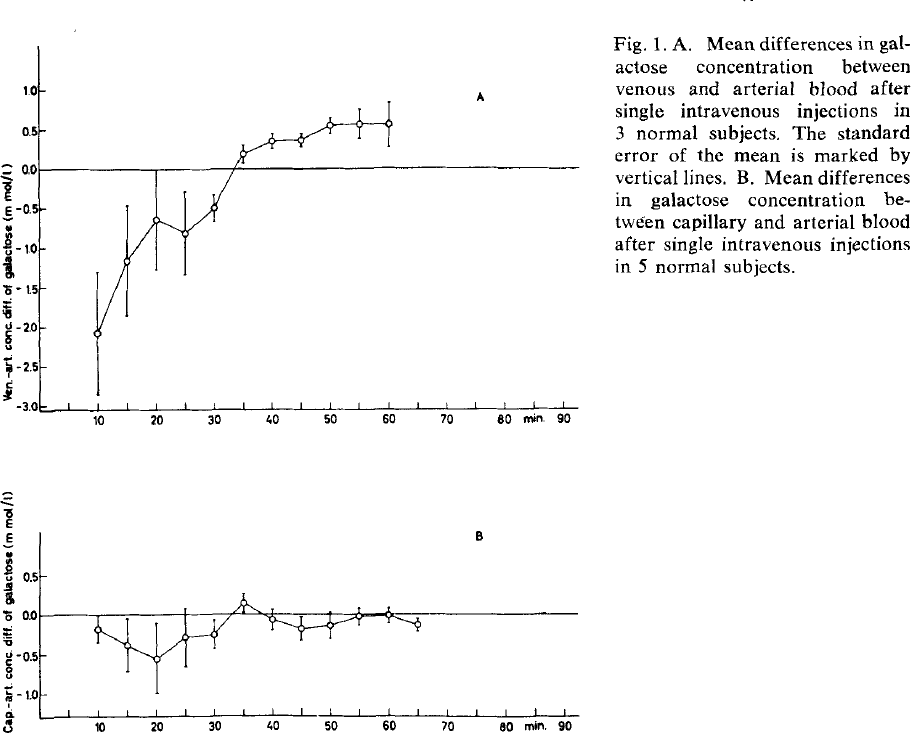 Fig. 1. A. Mean differences in gal-
actose concentration between
venous and arterial blood after
single intravenous injections in
3 normal subjects. The standard
error of the mean is marked by
vertical lines. B. Mean differences
in galactose concentration be-
tween capillary and arterial blood
after single intravenous injections
in 5 normal subjects.
A
Ven.-art. conc. diff. of galactose (m mol/l)
1.0
0.5
0.0
-0.5
-1.0
-1.5
-2.0
-2.5
-3.0
10 20 30 40 50 60 70 80 min. 90
B
Cap.-art. conc. diff. of galactose (m mol/l)
0.5
0.0
-0.5
-1.0
10 20 30 40 50 60 70 80 min. 90